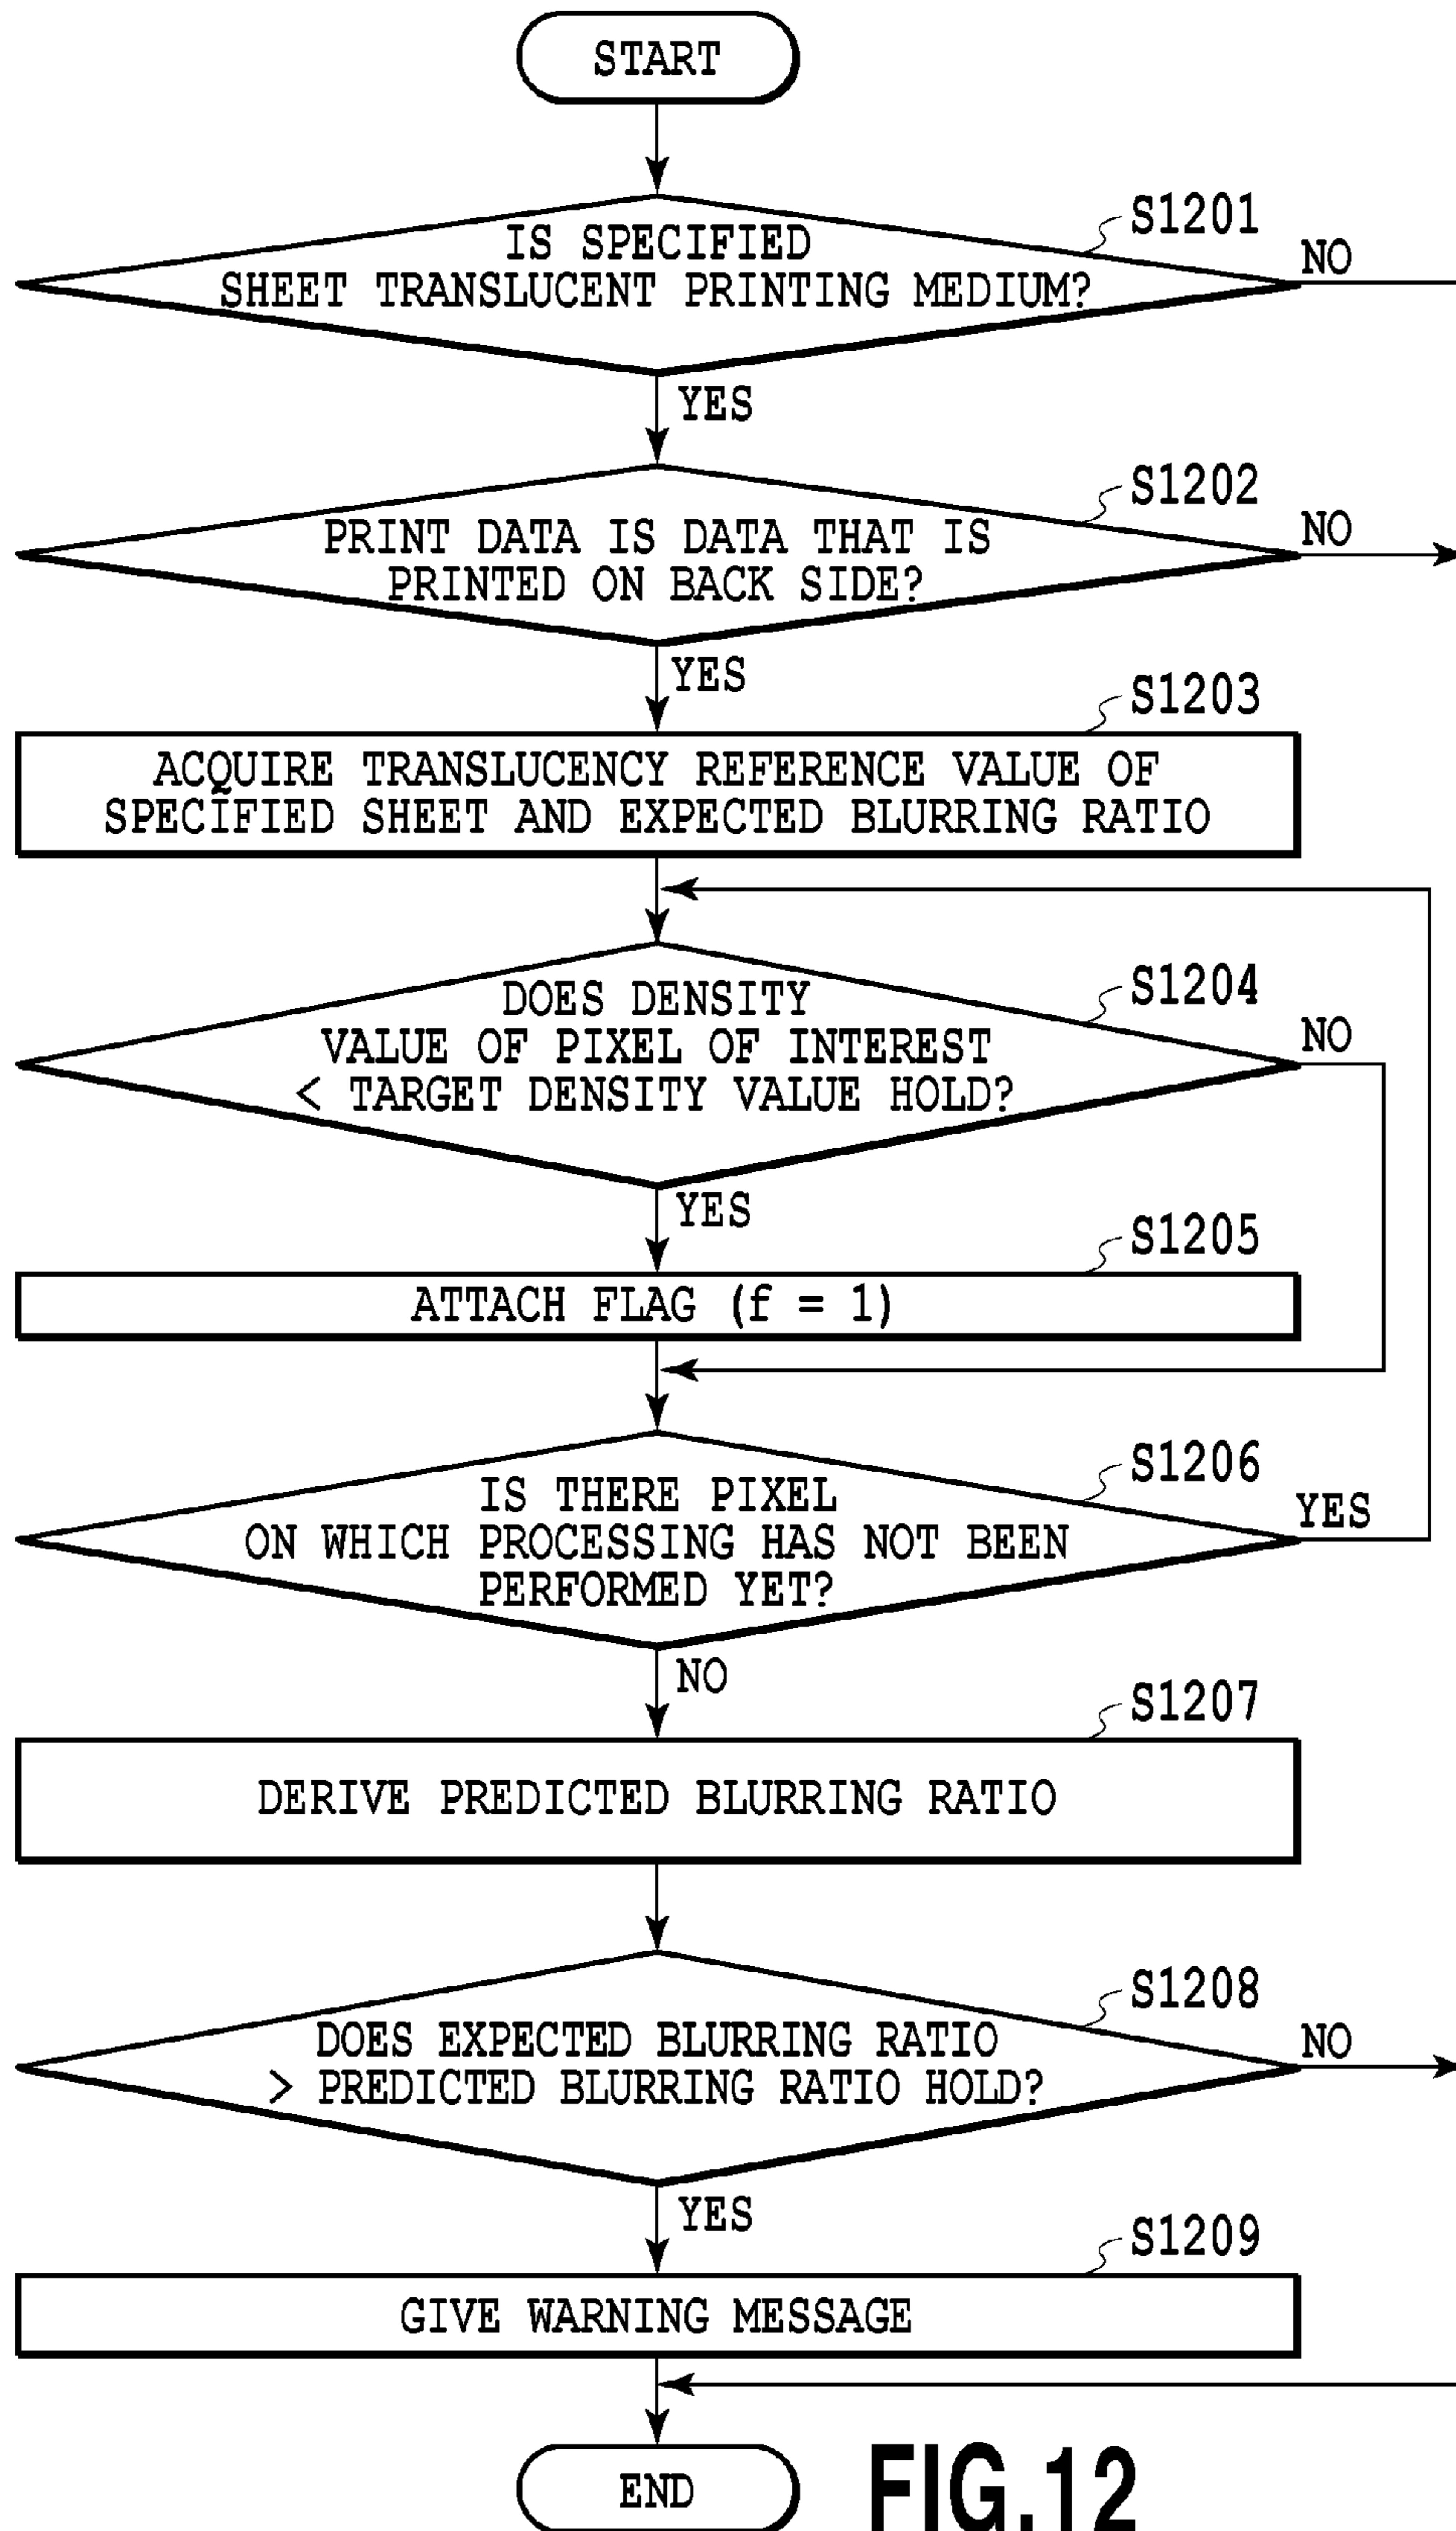 START
S1201
IS SPECIFIED
SHEET TRANSLUCENT PRINTING MEDIUM?
NO
YES
S1202
PRINT DATA IS DATA THAT IS
PRINTED ON BACK SIDE?
NO
YES
S1203
ACQUIRE TRANSLUCENCY REFERENCE VALUE OF
SPECIFIED SHEET AND EXPECTED BLURRING RATIO
S1204
DOES DENSITY
VALUE OF PIXEL OF INTEREST
< TARGET DENSITY VALUE HOLD?
NO
YES
S1205
ATTACH FLAG (f = 1)
S1206
IS THERE PIXEL
ON WHICH PROCESSING HAS NOT BEEN
PERFORMED YET?
YES
NO
S1207
DERIVE PREDICTED BLURRING RATIO
S1208
DOES EXPECTED BLURRING RATIO
> PREDICTED BLURRING RATIO HOLD?
NO
YES
S1209
GIVE WARNING MESSAGE
END
FIG.12